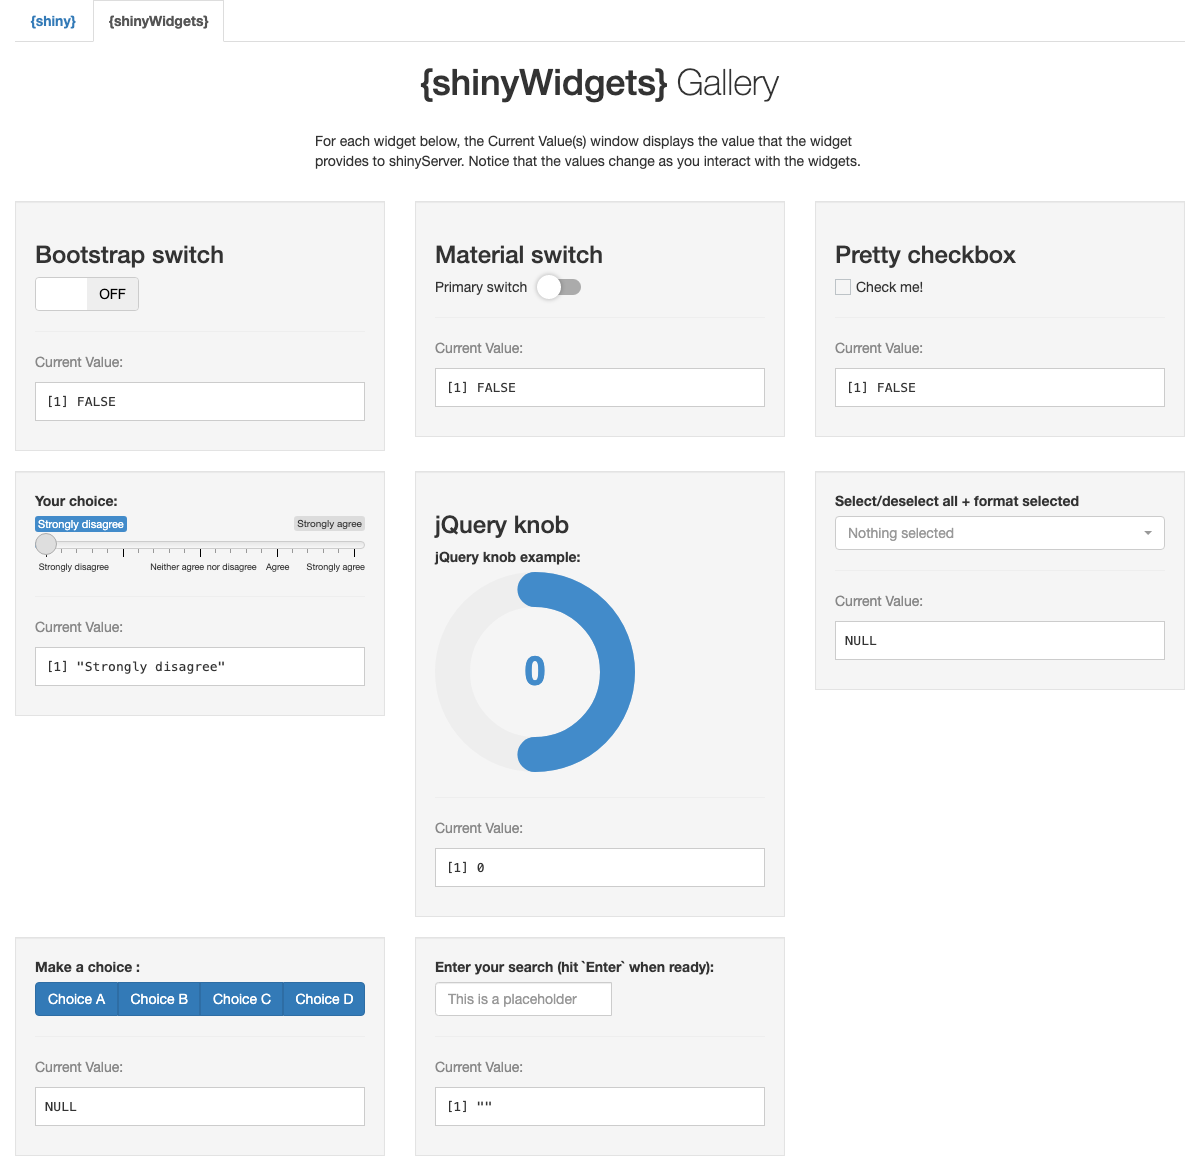 {shiny}
{shinyWidgets}
{shinyWidgets} Gallery
For each widget below, the Current Value(s) window displays the value that the widget
provides to shinyServer. Notice that the values change as you interact with the widgets.
Bootstrap switch
OFF
Current Value:
[1] FALSE
Material switch
Primary switch
Current Value:
[1] FALSE
Pretty checkbox
Check me!
Current Value:
[1] FALSE
Your choice:
Strongly disagree
Strongly agree
Strongly disagree Neither agree nor disagree Agree Strongly agree
Current Value:
[1] "Strongly disagree"
jQuery knob
jQuery knob example:
0
Current Value:
[1] 0
Select/deselect all + format selected
Nothing selected
Current Value:
NULL
Make a choice :
Choice A Choice B Choice C Choice D
Current Value:
NULL
Enter your search (hit `Enter` when ready):
This is a placeholder
Current Value:
[1] ""